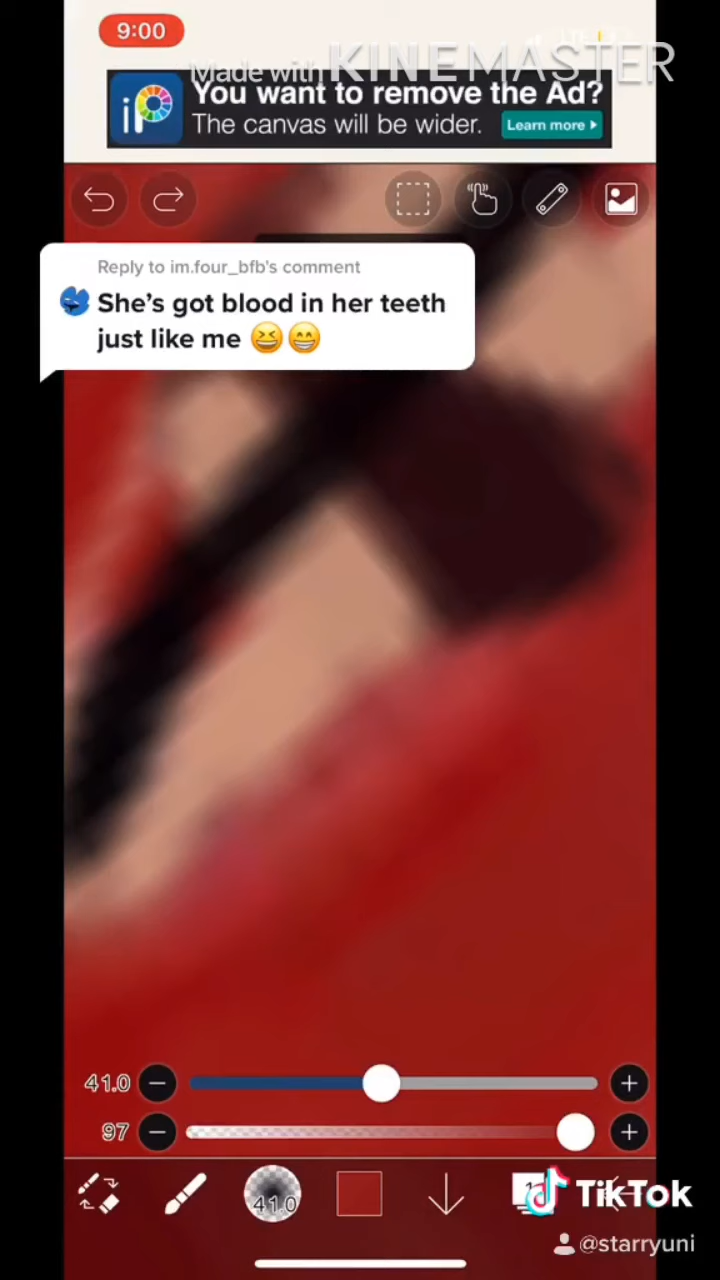 9:00
Made with KINEMASTER
iP
You want to remove the Ad?
The canvas will be wider.
Learn more
Reply to im.four_bfb's comment
She's got blood in her teeth
just like me 😆😁
41.0
97
41.0
TikTok
@starryuni